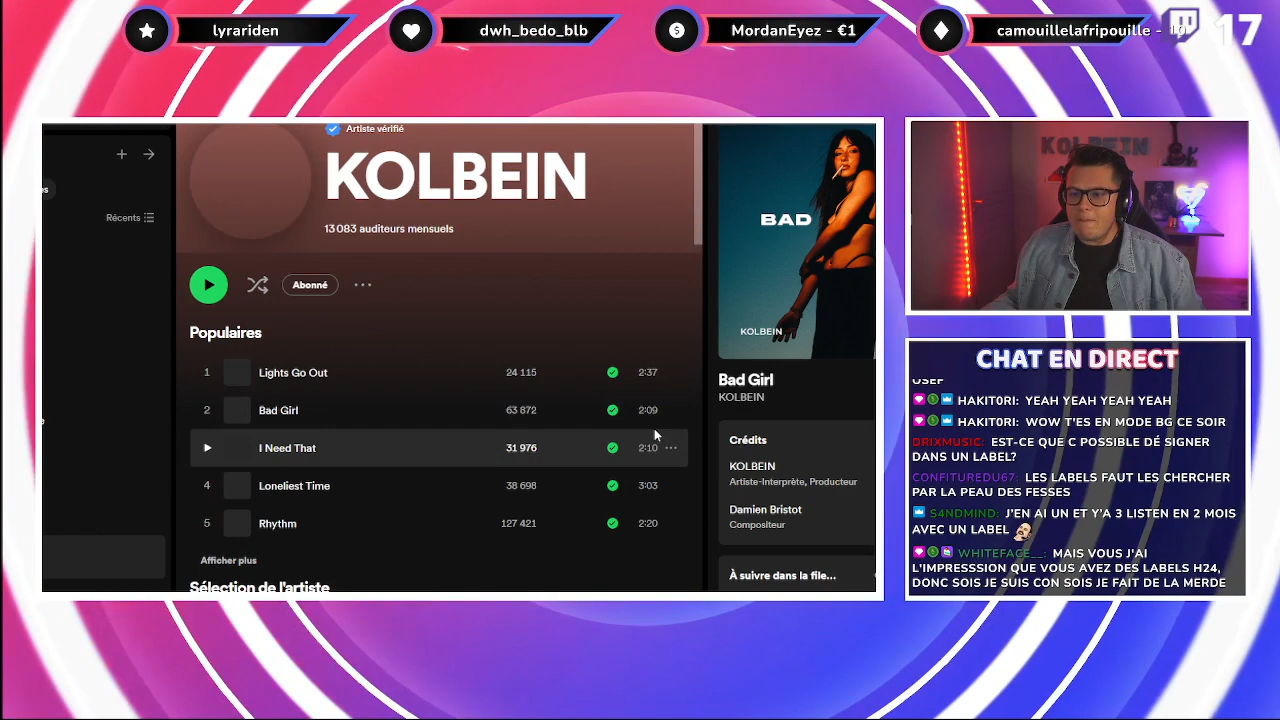 lyrariden
dwh_bedo_blb
MordanEyez - €1
camouillelafripouille -
17
Artiste vérifié
KOLBEIN
13 083 auditeurs mensuels
Récents
Abonné
Populaires
1 Lights Go Out 24 115 2:37
2 Bad Girl 63 872 2:09
I Need That 31 976 2:10
4 Loneliest Time 38 698 3:03
5 Rhythm 127 421 2:20
Afficher plus
Sélection de l'artiste
BAD
KOLBEIN
Bad Girl
KOLBEIN
Crédits
KOLBEIN
Artiste-Interprète, Producteur
Damien Bristot
Compositeur
À suivre dans la file...
KOLBEIN
CHAT EN DIRECT
HAKIT0RI: YEAH YEAH YEAH YEAH
HAKIT0RI: WOW T'ES EN MODE BG CE SOIR
DRIXMUSIC: EST-CE QUE C POSSIBLE DÉ SIGNER
DANS UN LABEL?
CONFITUREDU67: LES LABELS FAUT LES CHERCHER
PAR LA PEAU DES FESSES
S4NDMIND: J'EN AI UN ET Y'A 3 LISTEN EN 2 MOIS
AVEC UN LABEL
WHITEFACE__: MAIS VOUS J'AI
L'IMPRESSSION QUE VOUS AVEZ DES LABELS H24,
DONC SOIS JE SUIS CON SOIS JE FAIT DE LA MERDE